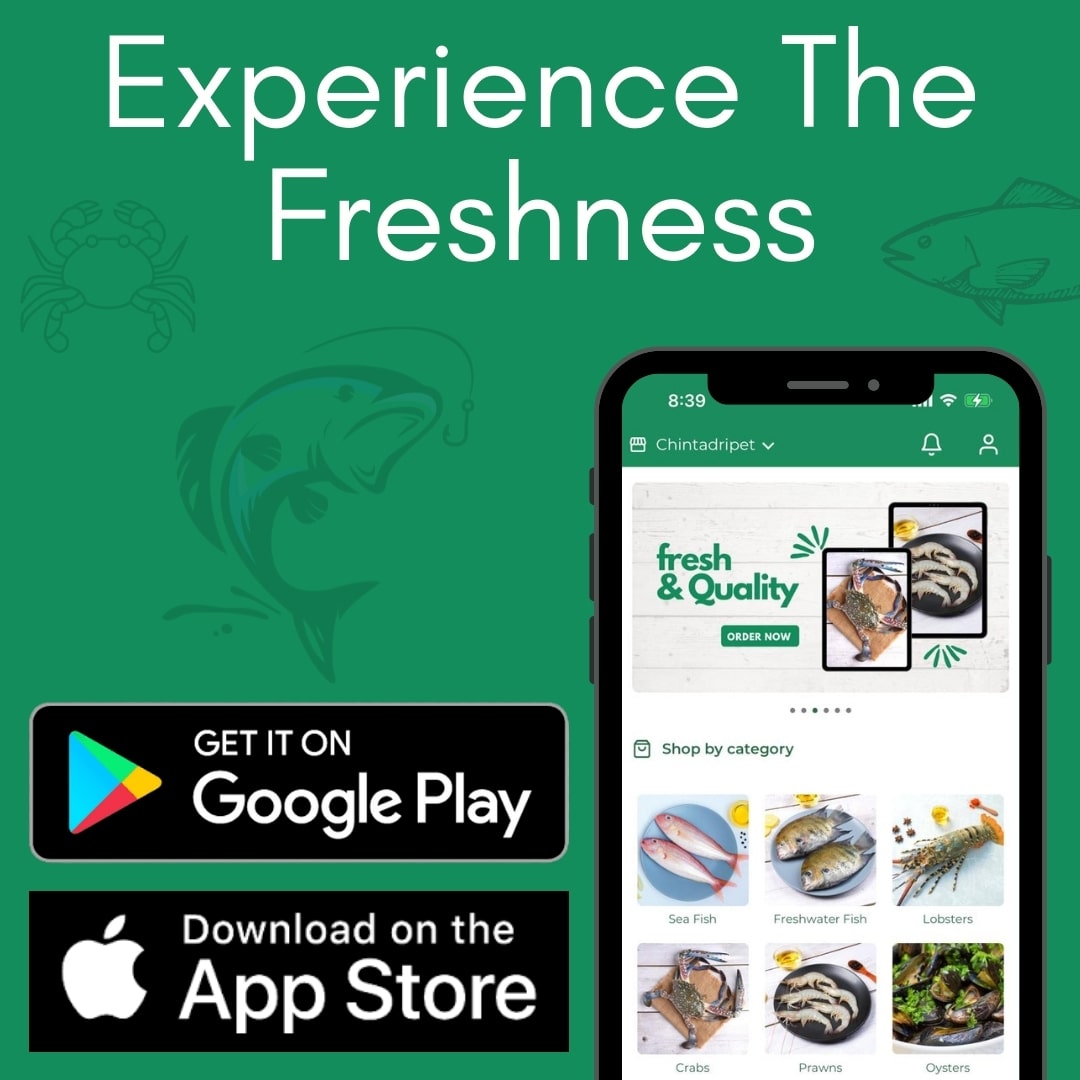 Experience The
Freshness
8:39
Chintadripet
fresh
& Quality
ORDER NOW
Shop by category
Sea Fish
Freshwater Fish
Lobsters
Crabs
Prawns
Oysters
GET IT ON
Google Play
Download on the
App Store